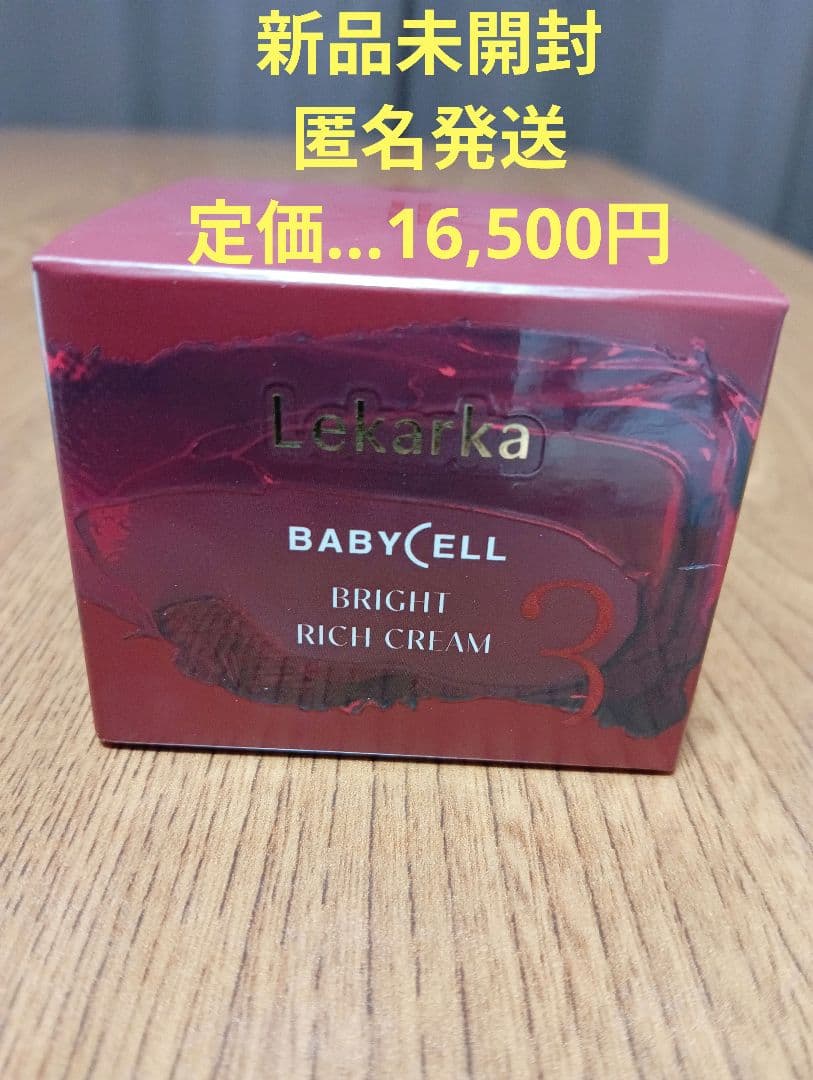 新品未開封
匿名発送
定価...16,500円
Lekarka
BABYCELL
BRIGHT
RICH CREAM
3